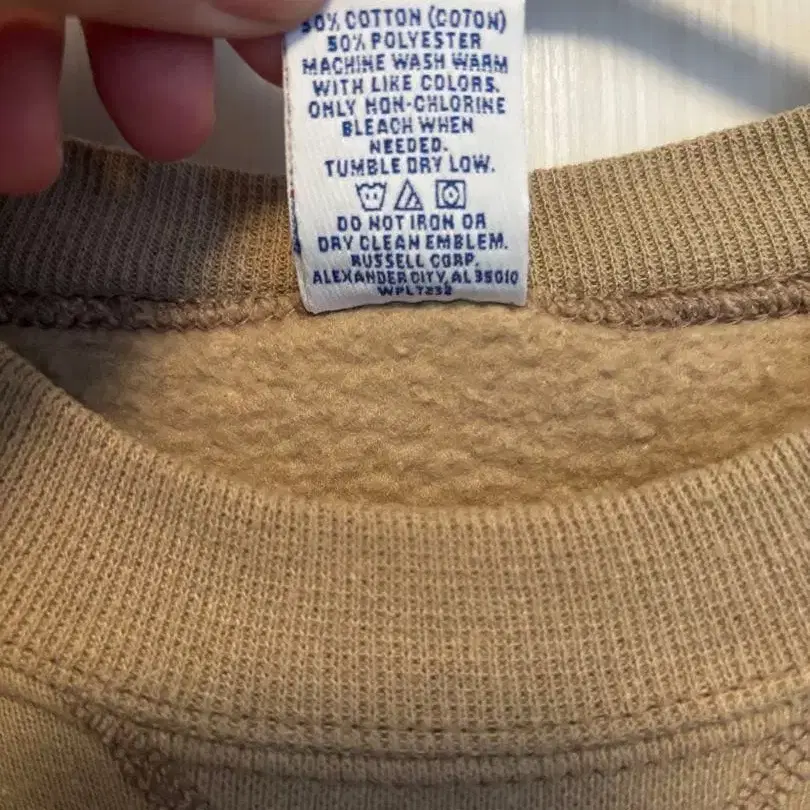 50% COTTON (COTON)
50% POLYESTER
MACHINE WASH WARM
WITH LIKE COLORS.
ONLY NON-CHLORINE
BLEACH WHEN
NEEDED.
TUMBLE DRY LOW.
DO NOT IRON OR
DRY CLEAN EMBLEM.
RUSSELL CORP.
ALEXANDER CITY, AL 35010
WPL7232